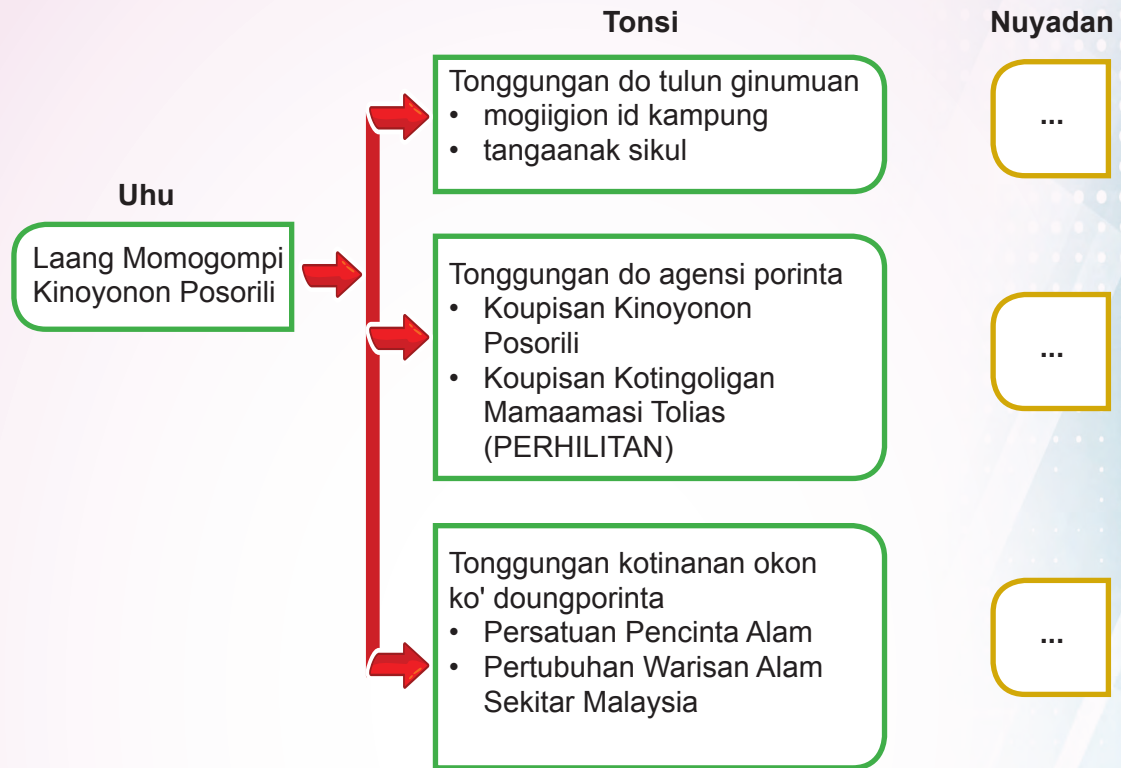 Tonsi
Nuyadan
Uhu
Laang Momogompi
Kinoyonon Posorili
Tonggungan do tulun ginumuan
• mogiigion id kampung
• tangaanak sikul
...
Tonggungan do agensi porinta
• Koupisan Kinoyonon
Posorili
• Koupisan Kotingoligan
Mamaamasi Tolias
(PERHILITAN)
...
Tonggungan kotinanan okon
ko' doungporinta
• Persatuan Pencinta Alam
• Pertubuhan Warisan Alam
Sekitar Malaysia
...